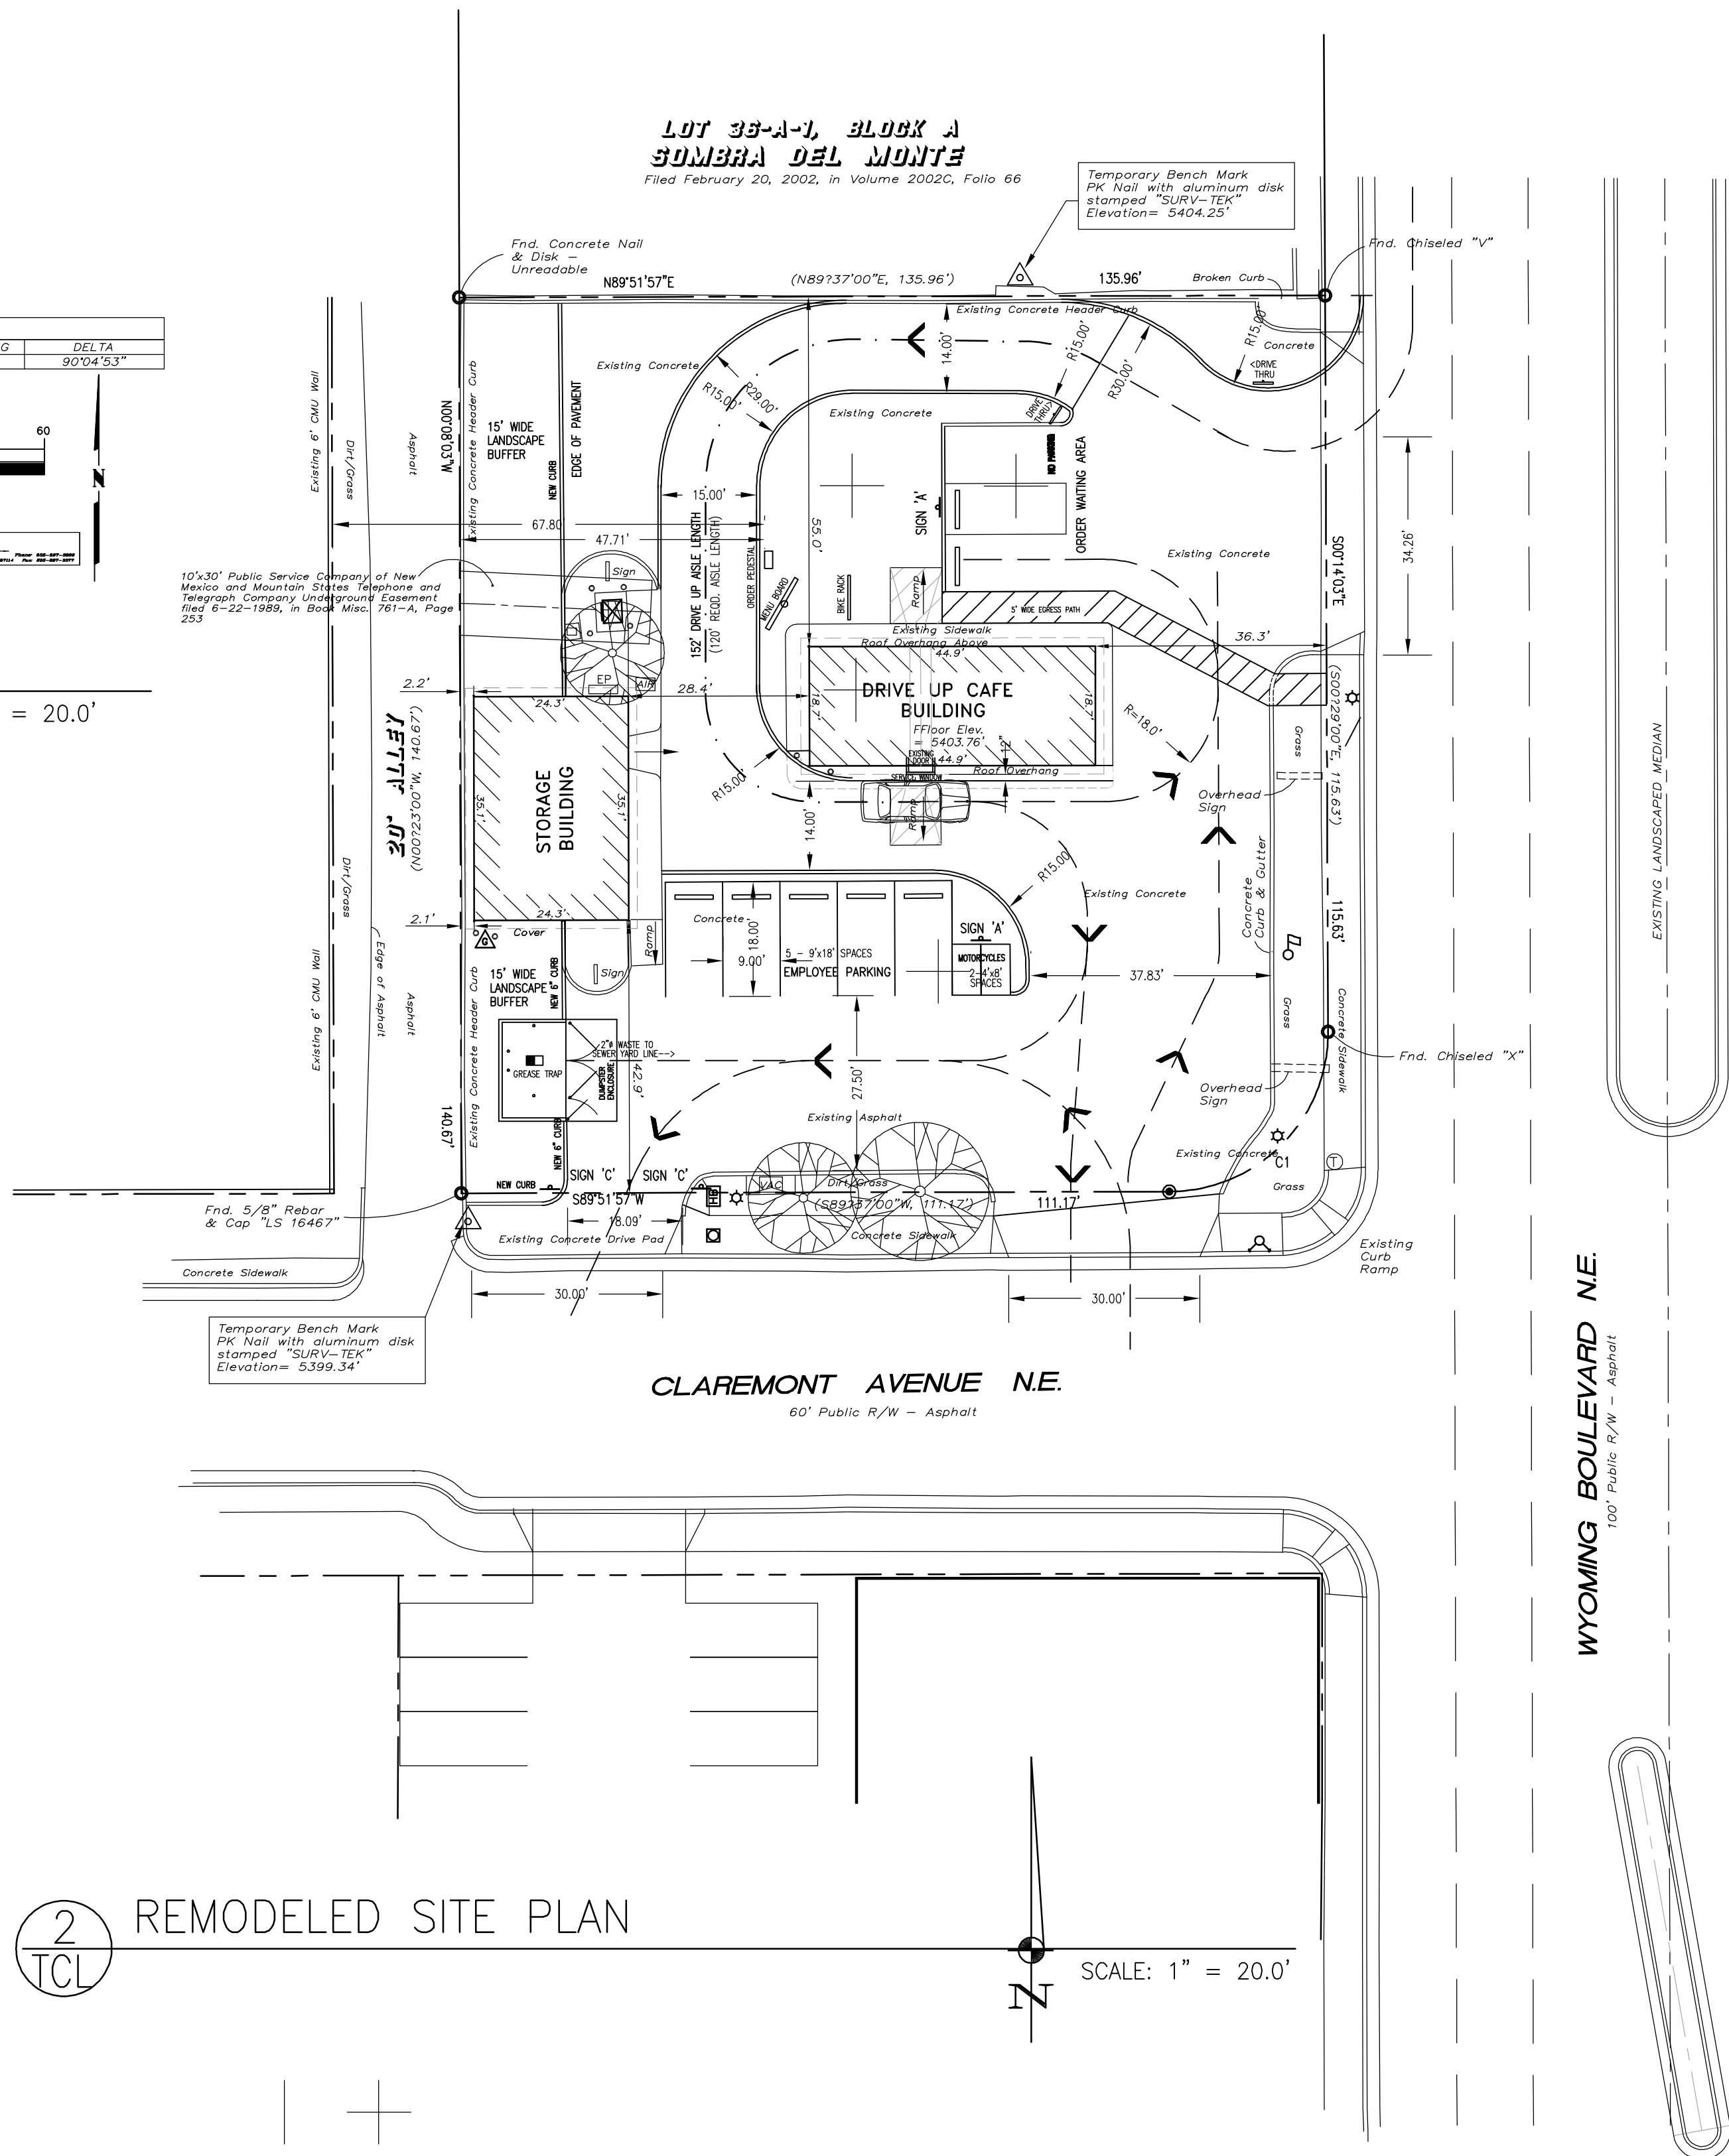 LOT 36-A-1, BLOCK A
SOMBRA DEL MONTE
Filed February 20, 2002, in Volume 2002C, Folio 66
Temporary Bench Mark
PK Nail with aluminum disk
stamped "SURV-TEK"
Elevation= 5404.25'
Fnd. Concrete Nail
& Disk -
Unreadable
Fnd. Chiseled "V"
N89°51'57"E
(N89?37'00"E, 135.96')
135.96'
Broken Curb
Existing Concrete Header Curb
G
DELTA
90°04'53"
60
N
= 20.0'
Existing 6' CMU Wall
Dirt/Grass
Asphalt
N00°08'03"W
Existing Concrete Header Curb
15' WIDE
LANDSCAPE
BUFFER
NEW CURB
EDGE OF PAVEMENT
Existing Concrete
R29.00'
R15.00'
14.00'
R15.00'
R30.00'
R15.00'
Concrete
<DRIVE
THRU
DRIVE
THRU>
Existing Concrete
NO PARKING
ORDER WAITING AREA
SIGN 'A'
15.00'
67.80
47.71'
55.0'
152' DRIVE UP AISLE LENGTH
(120' REQD. AISLE LENGTH)
ORDER PEDESTAL
MENU BOARD
BIKE RACK
Ramp
Existing Concrete
34.26'
S00°14'03"E
10'x30' Public Service Company of New
Mexico and Mountain States Telephone and
Telegraph Company Underground Easement
filed 6-22-1989, in Book Misc. 761-A, Page
253
Sign
EP
AIR
5' WIDE EGRESS PATH
Existing Sidewalk
Roof Overhang Above
44.9'
36.3'
2.2'
24.3'
28.4'
18.7'
DRIVE UP CAFE
BUILDING
FFloor Elev.
= 5403.76'
18.7'
EXISTING
DOOR
44.9'
12"
Roof Overhang
SERVICE WINDOW
R=18.0'
Ramp
(S00?29'00"E, 115.63')
Grass
Overhead
Sign
20' ALLEY
(N00?23'00"W, 140.67')
35.1'
STORAGE
BUILDING
35.1'
R15.00'
14.00'
R15.00
Existing Concrete
Concrete
Curb & Gutter
115.63'
EXISTING LANDSCAPED MEDIAN
Dirt/Grass
2.1'
24.3'
G
Cover
Ramp
Concrete
18.00'
9.00'
5 - 9'x18' SPACES
EMPLOYEE PARKING
SIGN 'A'
MOTORCYCLES
2-4'x8'
SPACES
37.83'
Existing 6' CMU Wall
Edge of Asphalt
Asphalt
Existing Concrete Header Curb
15' WIDE
LANDSCAPE
BUFFER
NEW 6" CURB
Sign
Grass
Concrete Sidewalk
Fnd. Chiseled "X"
2"ø WASTE TO
SEWER YARD LINE-->
GREASE TRAP
DUMPSTER
ENCLOSURE
42.9'
27.50'
Overhead
Sign
140.67'
NEW 6" CURB
Existing Asphalt
Existing Concrete
C1
T
Grass
NEW CURB
SIGN 'C'
SIGN 'C'
HB
VAC
Dirt/Grass
S89°51'57"W
(S89?37'00"W, 111.17')
111.17'
Fnd. 5/8" Rebar
& Cap "LS 16467"
18.09'
Existing Concrete Drive Pad
Concrete Sidewalk
Existing
Curb
Ramp
Concrete Sidewalk
30.00'
30.00'
Temporary Bench Mark
PK Nail with aluminum disk
stamped "SURV-TEK"
Elevation= 5399.34'
CLAREMONT AVENUE N.E.
60' Public R/W - Asphalt
WYOMING BOULEVARD N.E.
100' Public R/W - Asphalt
2
TCL
REMODELED SITE PLAN
N
SCALE: 1" = 20.0'